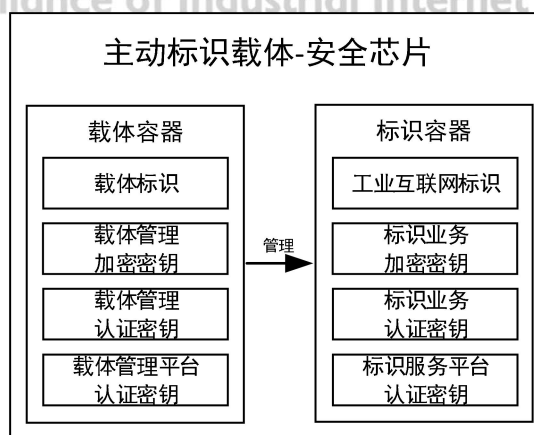 nance of Industrial Internet
主动标识载体-安全芯片
载体容器
载体标识
载体管理
加密密钥
载体管理
认证密钥
载体管理平台
认证密钥
管理
标识容器
工业互联网标识
标识业务
加密密钥
标识业务
认证密钥
标识服务平台
认证密钥